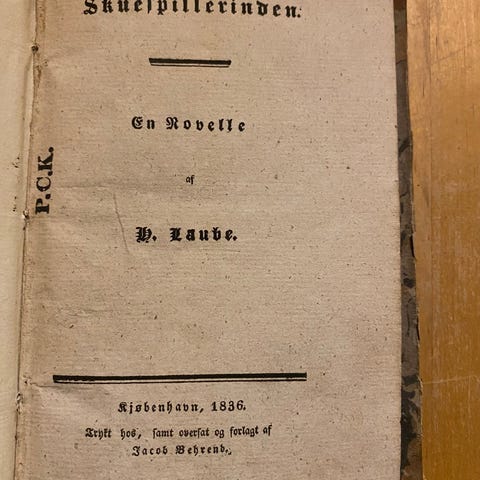 Skuespillerinden.
En Novelle
af
H. Laube.
P.C.K.
Kjøbenhavn, 1836.
Trykt hos, samt oversat og forlagt af
Jacob Behrend.